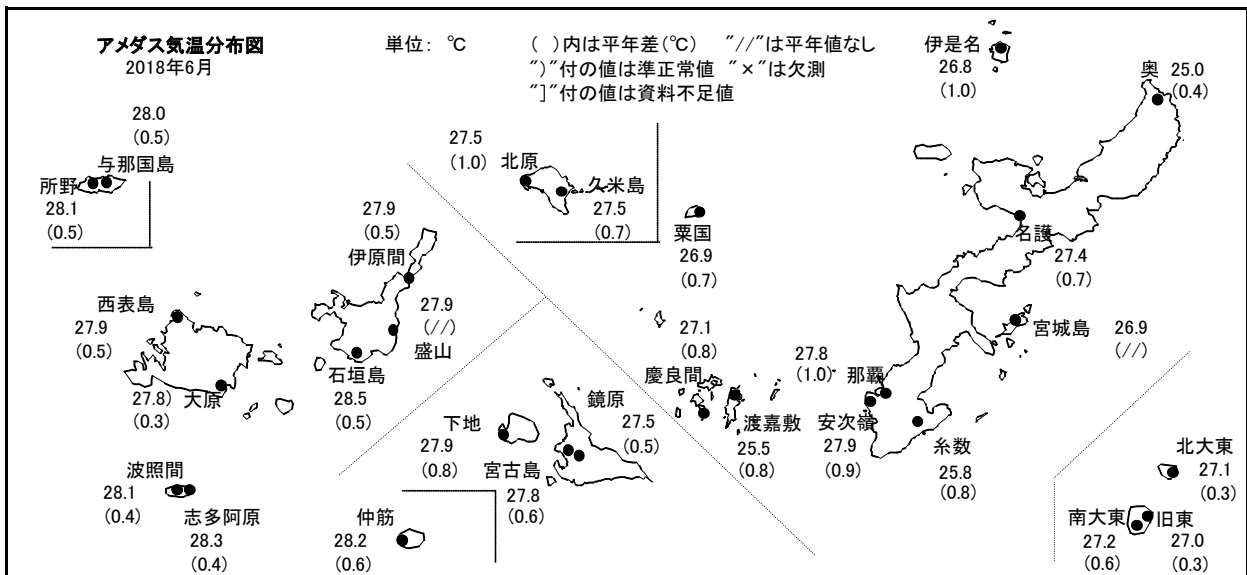 アメダス気温分布図
2018年6月
単位: ℃
( )内は平年差(℃) "//"は平年値なし
")"付の値は準正常値 "×"は欠測
"]"付の値は資料不足値
伊是名
26.8
(1.0)
奥
25.0
(0.4)
28.0
(0.5)
与那国島
所野
28.1
(0.5)
27.5
(1.0)
北原
久米島
27.5
(0.7)
粟国
26.9
(0.7)
名護
27.4
(0.7)
27.9
(0.5)
伊原間
西表島
27.9
(0.5)
27.9
(//)
盛山
石垣島
28.5
(0.5)
27.8)
(0.3)
大原
宮城島
26.9
(//)
27.1
(0.8)
慶良間
渡嘉敷
25.5
(0.8)
27.8
(1.0)
那覇
安次嶺
27.9
(0.9)
糸数
25.8
(0.8)
下地
27.9
(0.8)
鏡原
27.5
(0.5)
宮古島
27.8
(0.6)
波照間
28.1
(0.4)
志多阿原
28.3
(0.4)
仲筋
28.2
(0.6)
北大東
27.1
(0.3)
南大東
27.2
(0.6)
旧東
27.0
(0.3)